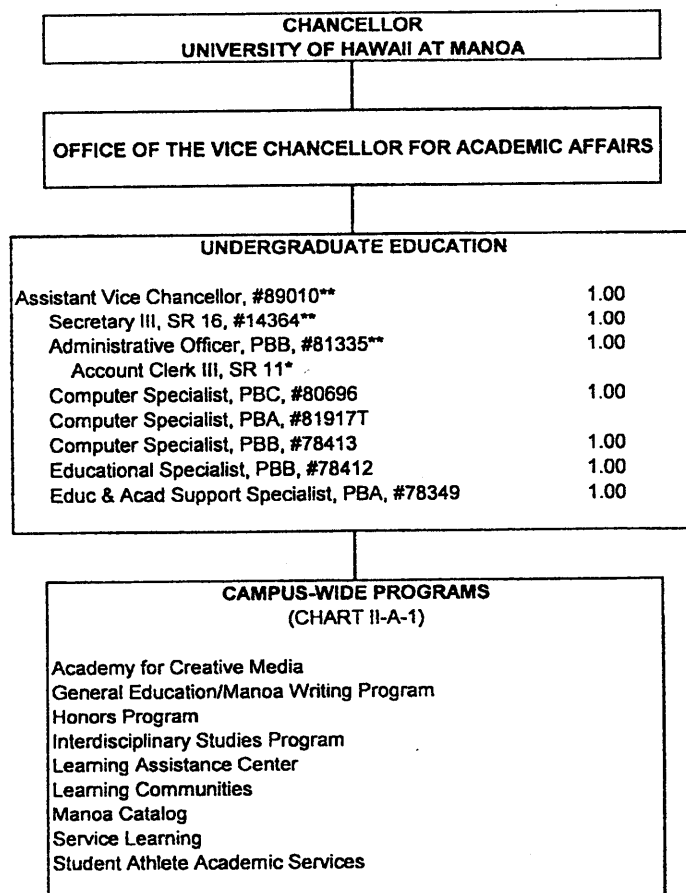 CHANCELLOR
UNIVERSITY OF HAWAII AT MANOA
OFFICE OF THE VICE CHANCELLOR FOR ACADEMIC AFFAIRS
UNDERGRADUATE EDUCATION
Assistant Vice Chancellor, #89010** 1.00
Secretary III, SR 16, #14364** 1.00
Administrative Officer, PBB, #81335** 1.00
Account Clerk III, SR 11*
Computer Specialist, PBC, #80696 1.00
Computer Specialist, PBA, #81917T
Computer Specialist, PBB, #78413 1.00
Educational Specialist, PBB, #78412 1.00
Educ & Acad Support Specialist, PBA, #78349 1.00
CAMPUS-WIDE PROGRAMS
(CHART II-A-1)
Academy for Creative Media
General Education/Manoa Writing Program
Honors Program
Interdisciplinary Studies Program
Learning Assistance Center
Learning Communities
Manoa Catalog
Service Learning
Student Athlete Academic Services